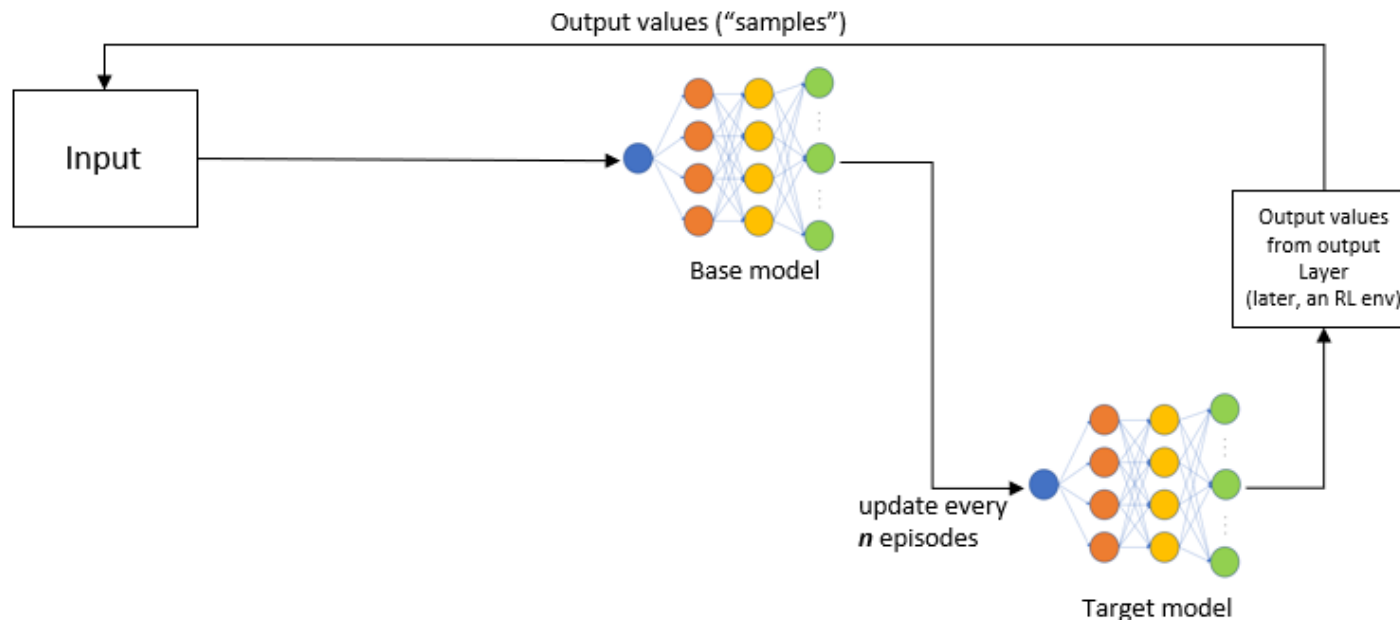 Output values (“samples”)
Input
Base model
Output values
from output
Layer
(later, an RL env)
update every
n episodes
Target model